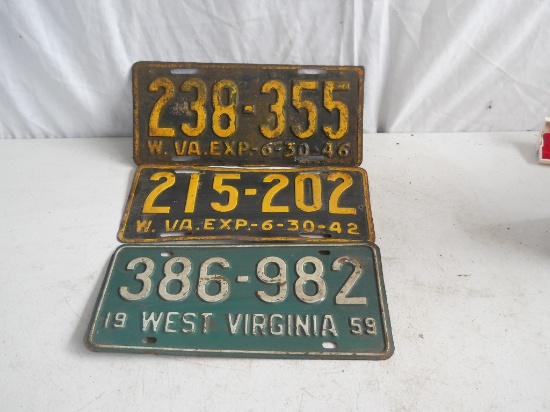 238-355
W. VA. EXP.-6-30-46
215-202
W. VA. EXP.-6-30-42
386-982
19 WEST VIRGINIA 59